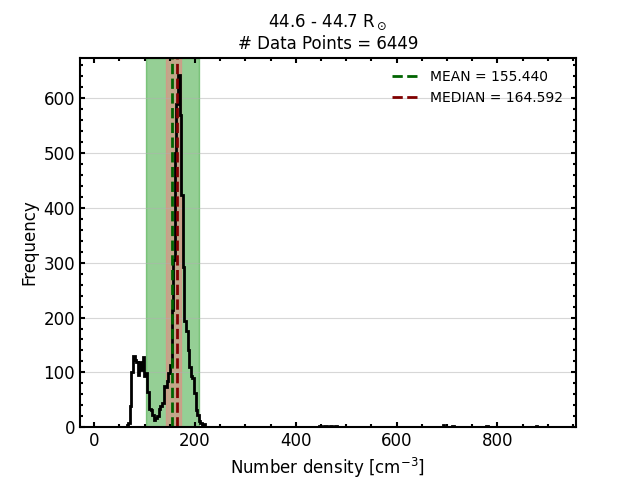 44.6 - 44.7 R⊙
# Data Points = 6449
MEAN = 155.440
MEDIAN = 164.592
Frequency
600
500
400
300
200
100
0
0 200 400 600 800
Number density [cm⁻³]